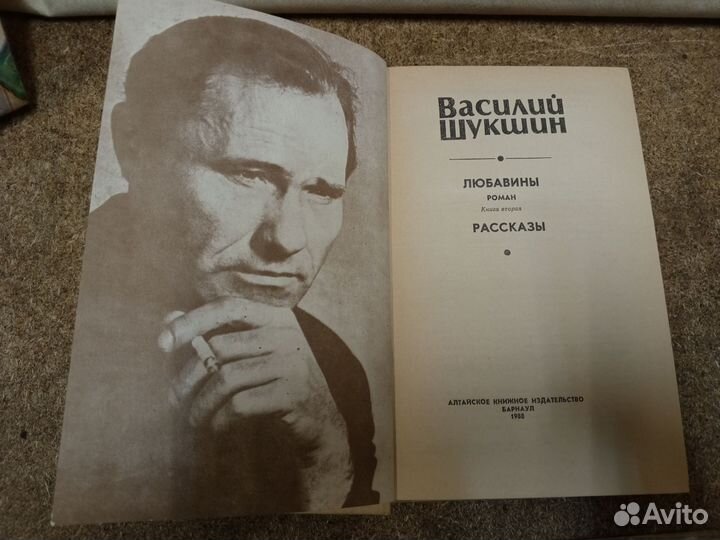 Василий
Шукшин
ЛЮБАВИНЫ
РОМАН
Книга вторая
РАССКАЗЫ
АЛТАЙСКОЕ КНИЖНОЕ ИЗДАТЕЛЬСТВО
БАРНАУЛ
1988
Avito